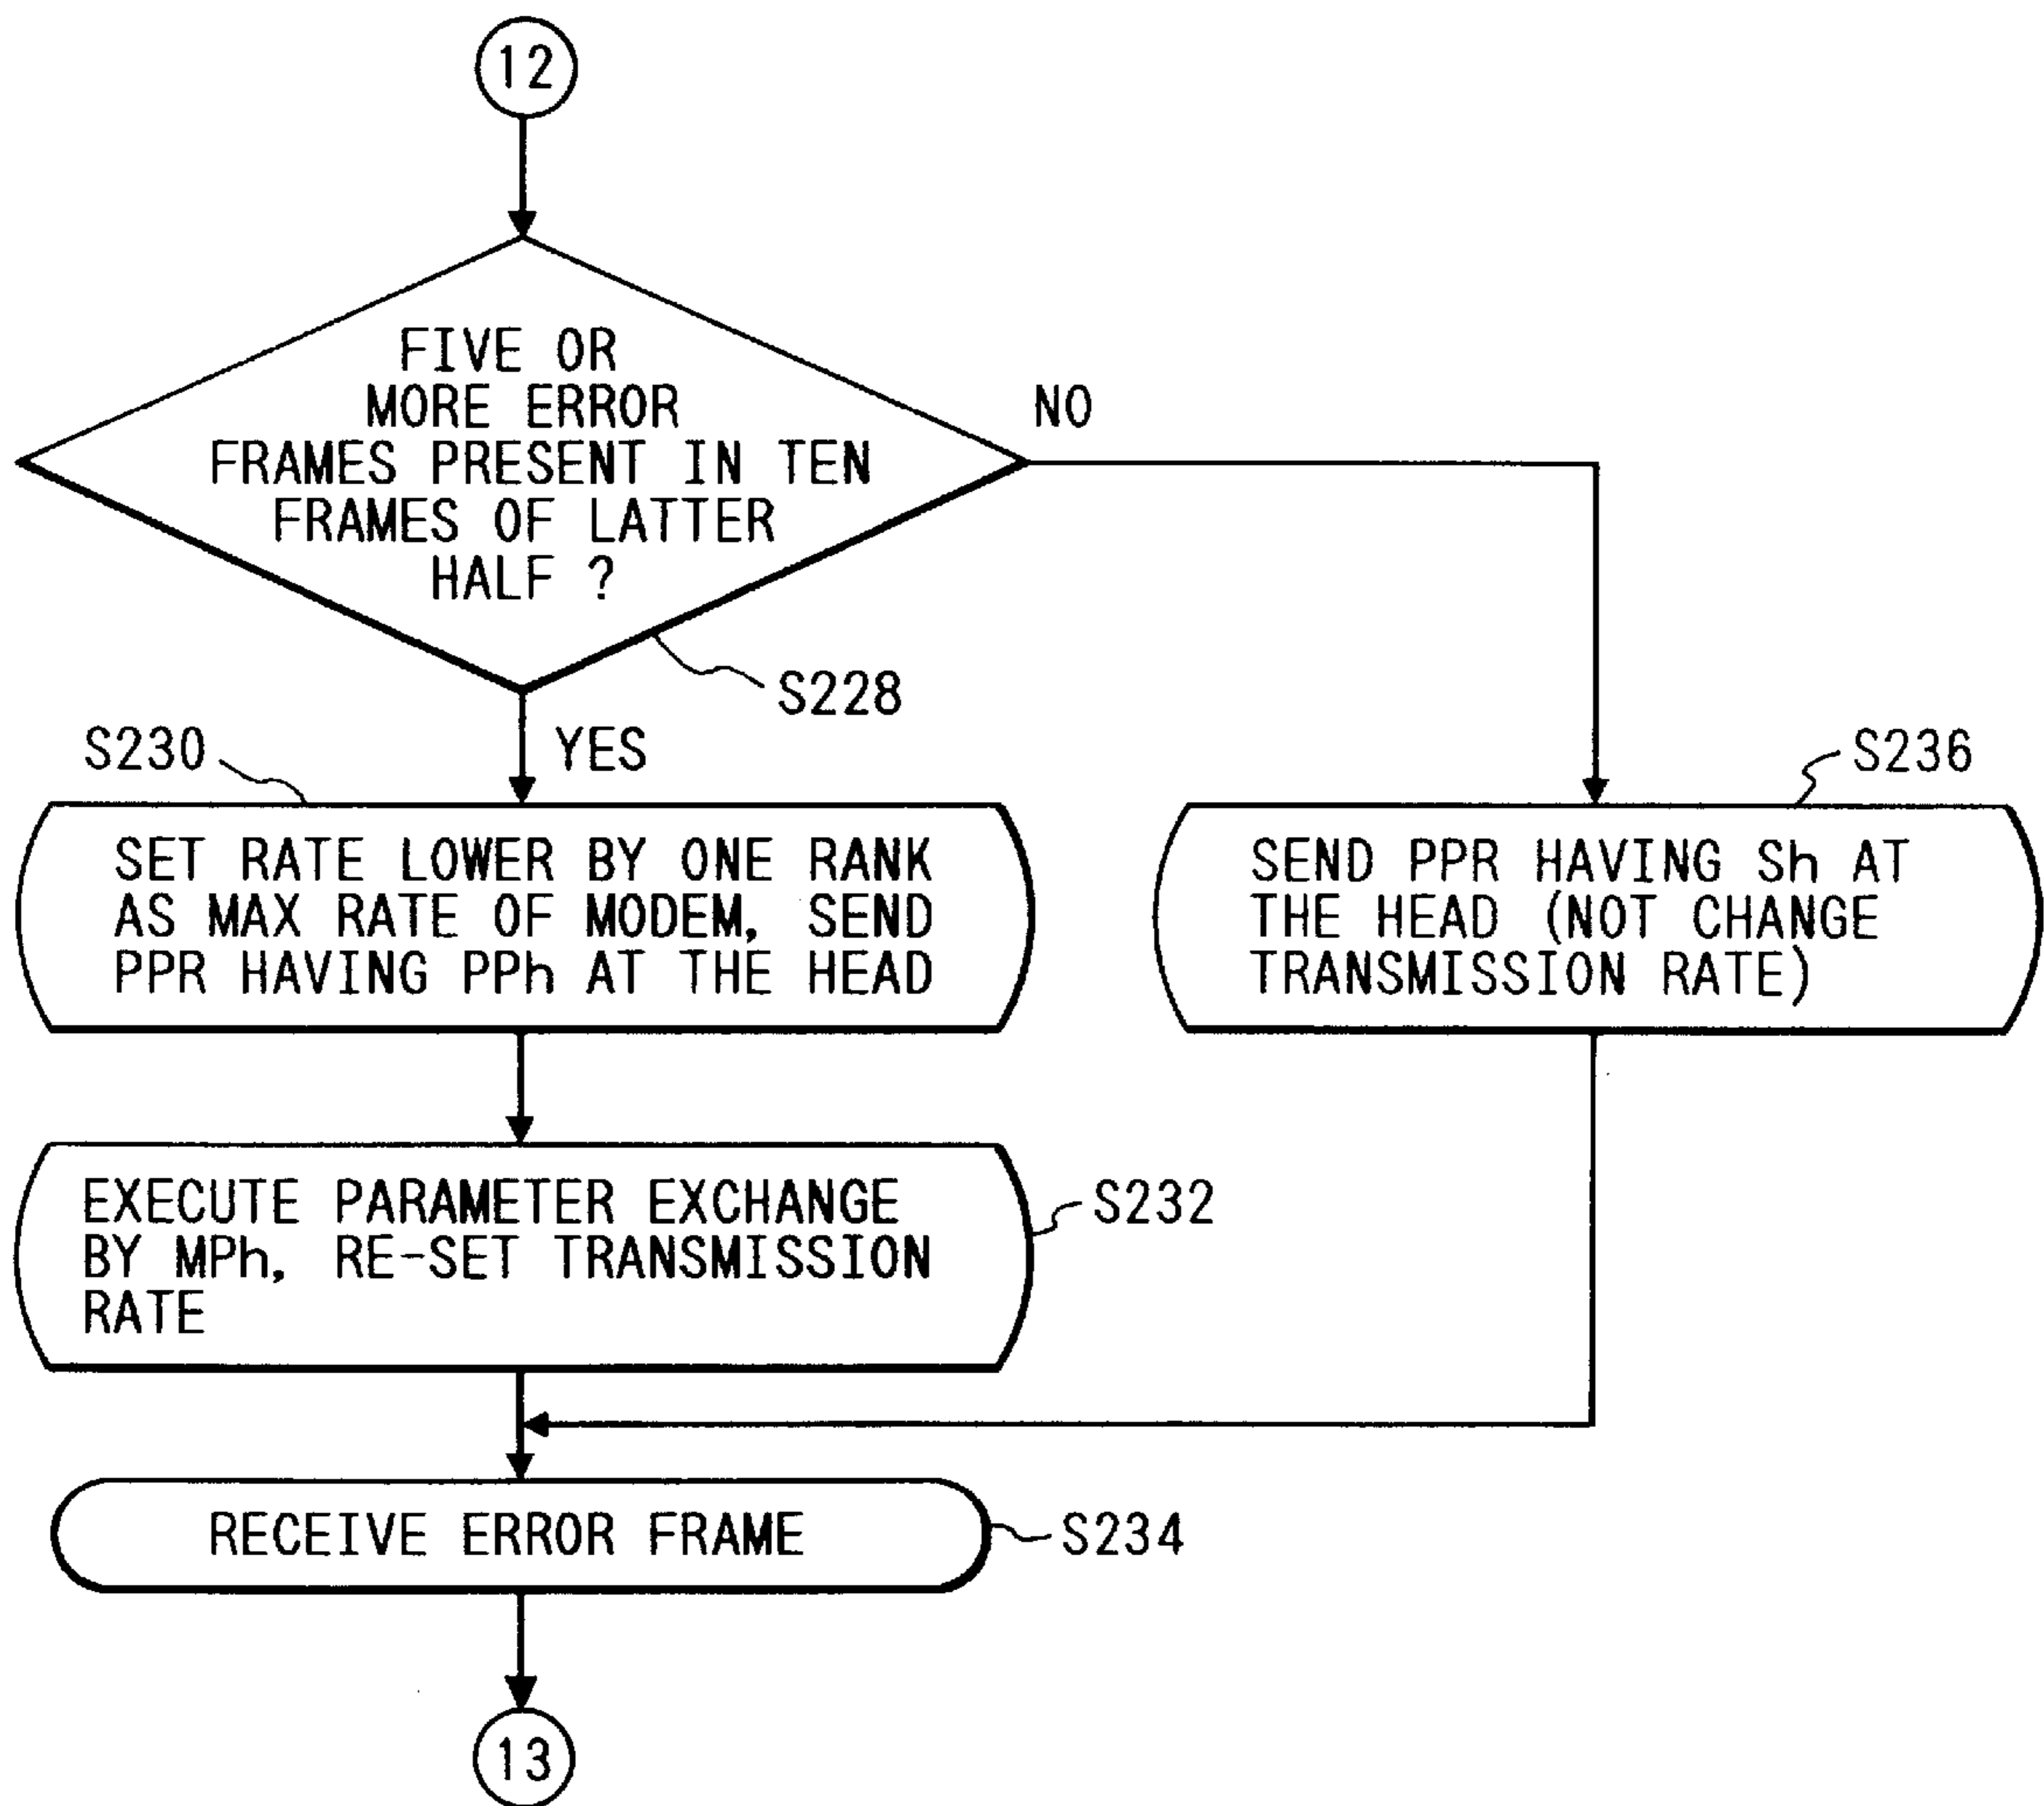 12
FIVE OR
MORE ERROR
FRAMES PRESENT IN TEN
FRAMES OF LATTER
HALF ?
NO
S228
YES
S230
SET RATE LOWER BY ONE RANK
AS MAX RATE OF MODEM, SEND
PPR HAVING PPh AT THE HEAD
S236
SEND PPR HAVING Sh AT
THE HEAD (NOT CHANGE
TRANSMISSION RATE)
EXECUTE PARAMETER EXCHANGE
BY MPh, RE-SET TRANSMISSION
RATE
S232
RECEIVE ERROR FRAME
S234
13